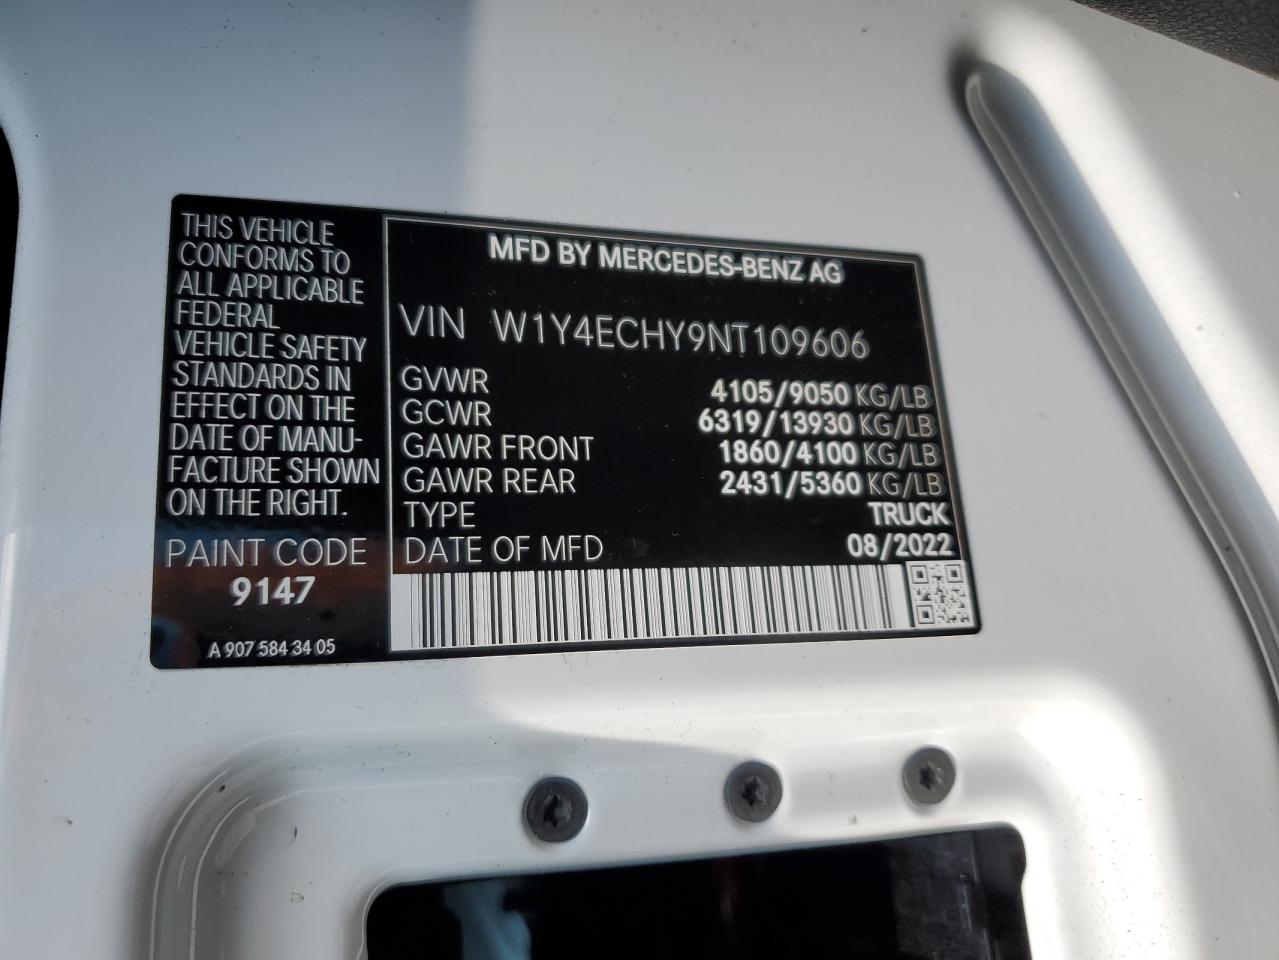 THIS VEHICLE
CONFORMS TO
ALL APPLICABLE
FEDERAL
VEHICLE SAFETY
STANDARDS IN
EFFECT ON THE
DATE OF MANU-
FACTURE SHOWN
ON THE RIGHT.
PAINT CODE
9147
A 907 584 34 05
MFD BY MERCEDES-BENZ AG
VIN W1Y4ECHY9NT109606
GVWR 4105/9050 KG/LB
GCWR 6319/13930 KG/LB
GAWR FRONT 1860/4100 KG/LB
GAWR REAR 2431/5360 KG/LB
TYPE TRUCK
DATE OF MFD 08/2022